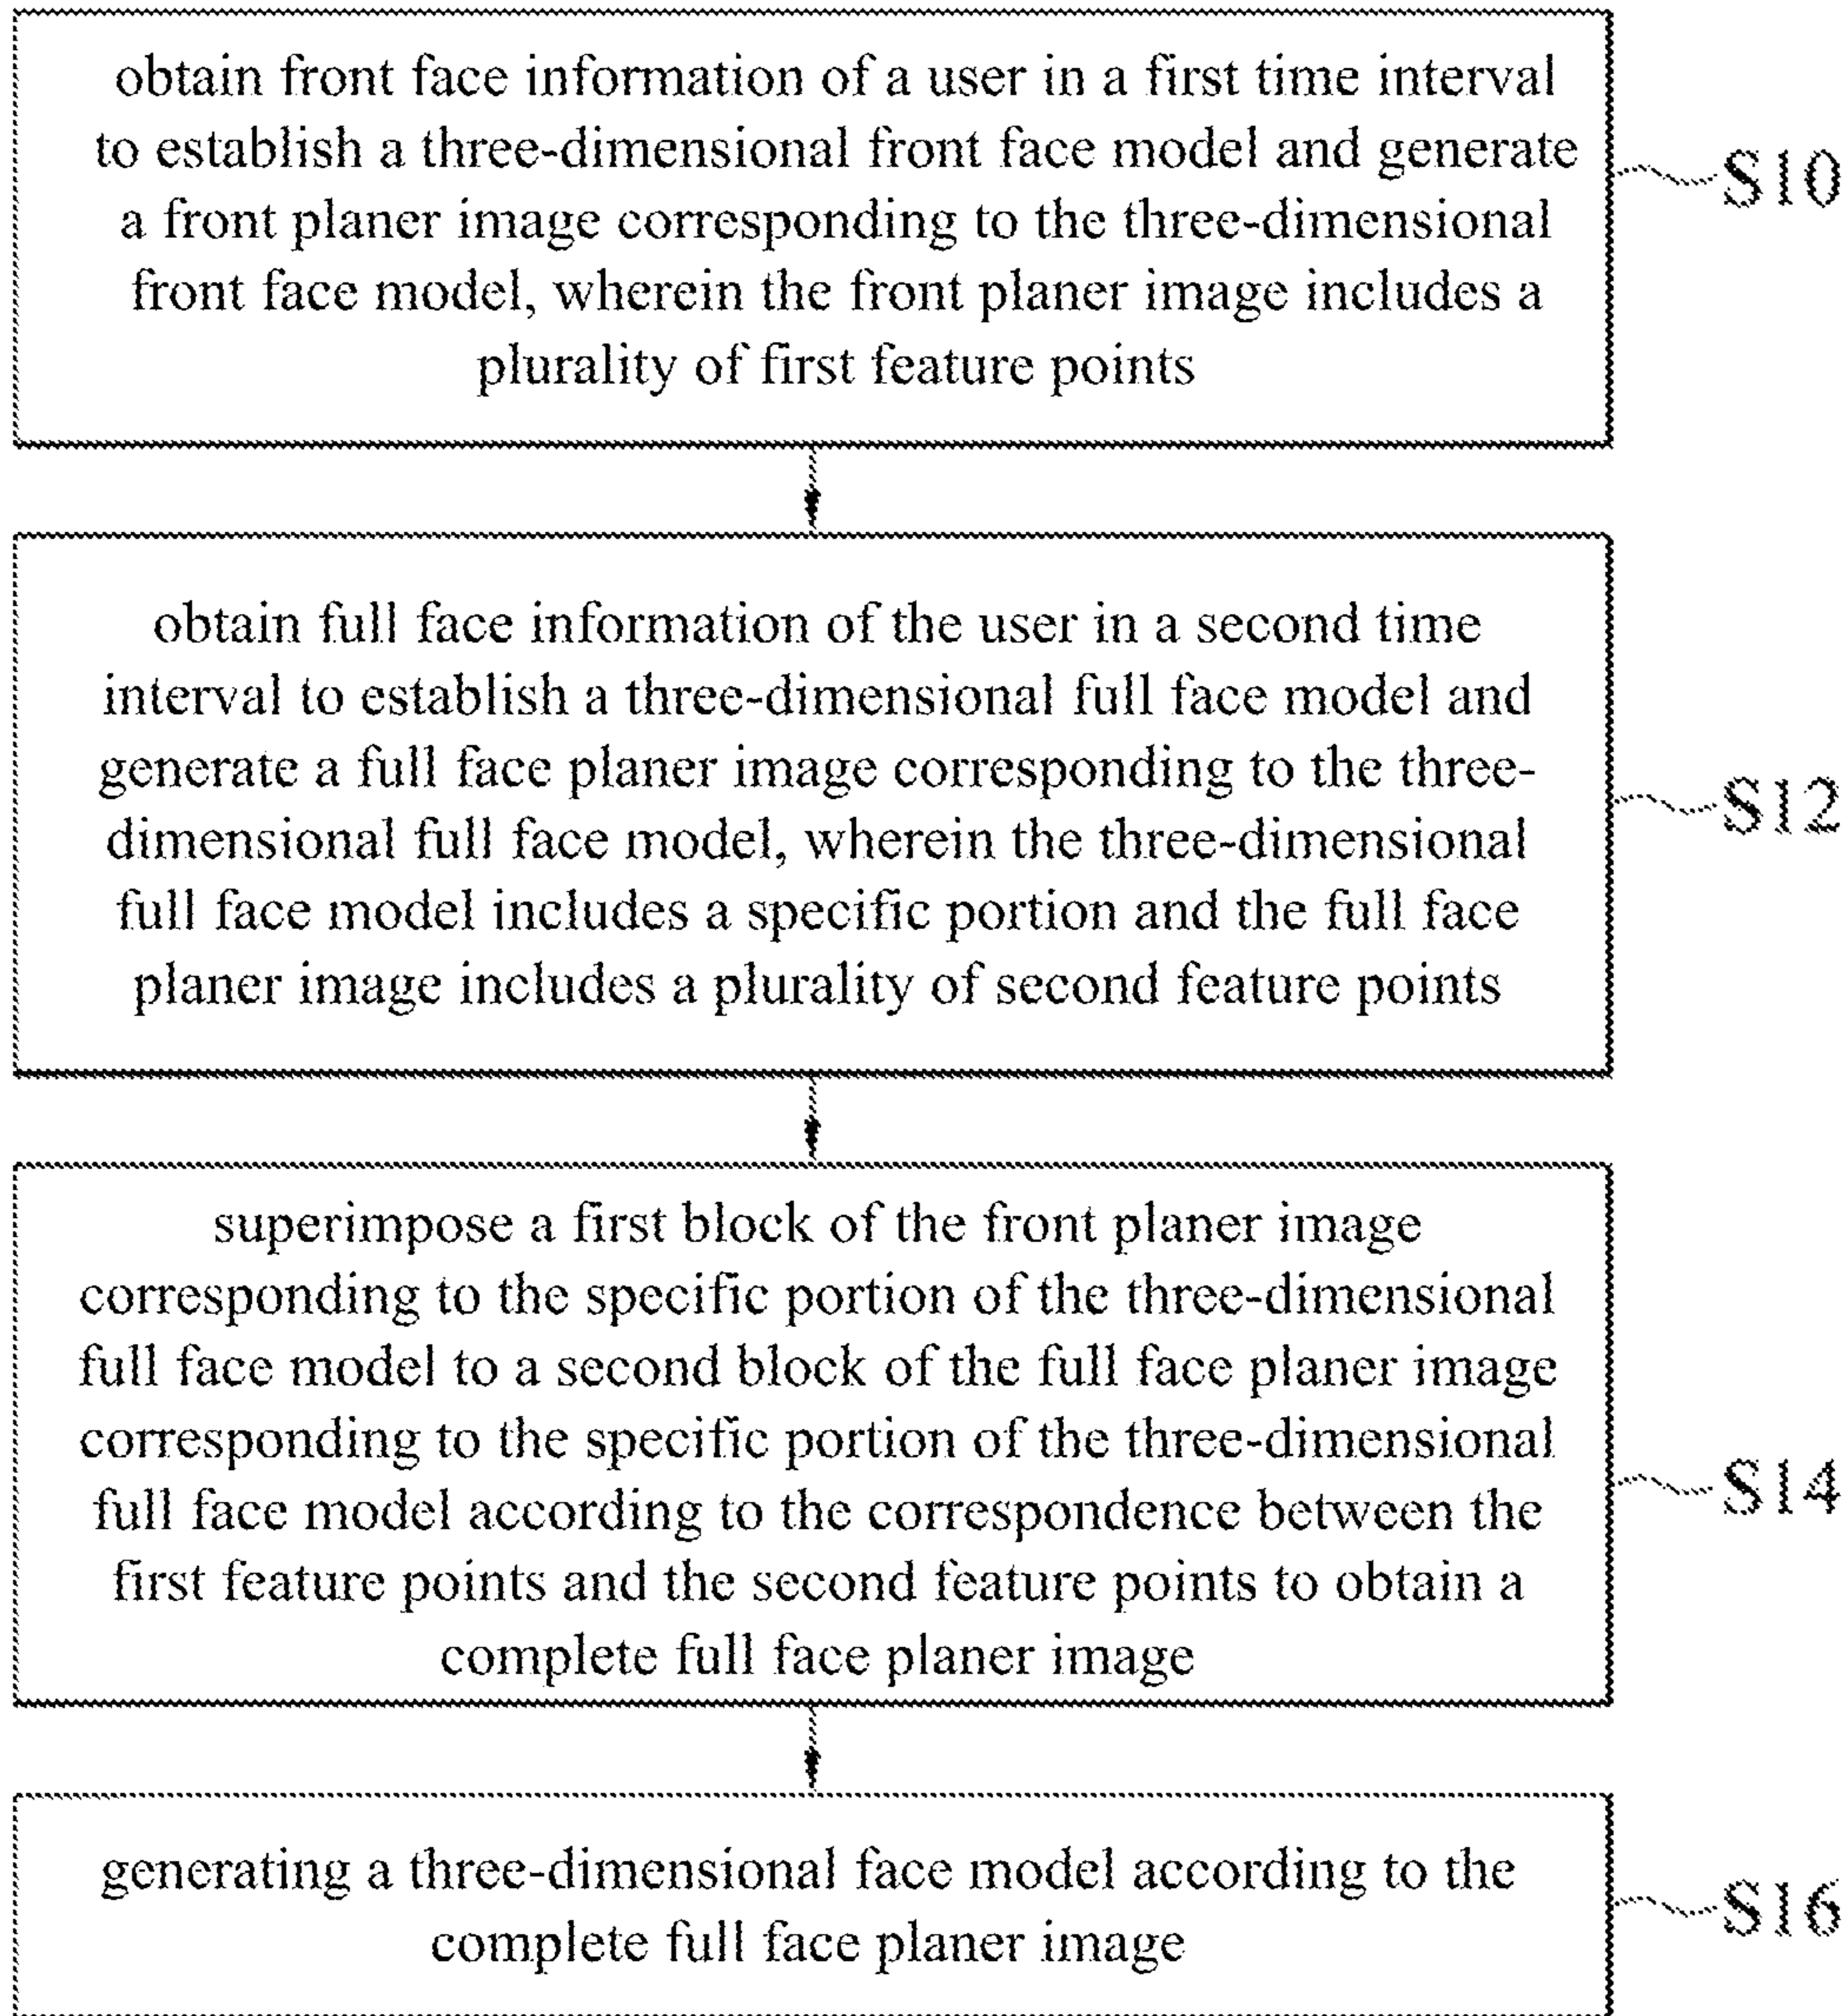 obtain front face information of a user in a first time interval
to establish a three-dimensional front face model and generate
a front planer image corresponding to the three-dimensional
front face model, wherein the front planer image includes a
plurality of first feature points
S10
obtain full face information of the user in a second time
interval to establish a three-dimensional full face model and
generate a full face planer image corresponding to the three-
dimensional full face model, wherein the three-dimensional
full face model includes a specific portion and the full face
planer image includes a plurality of second feature points
S12
superimpose a first block of the front planer image
corresponding to the specific portion of the three-dimensional
full face model to a second block of the full face planer image
corresponding to the specific portion of the three-dimensional
full face model according to the correspondence between the
first feature points and the second feature points to obtain a
complete full face planer image
S14
generating a three-dimensional face model according to the
complete full face planer image
S16